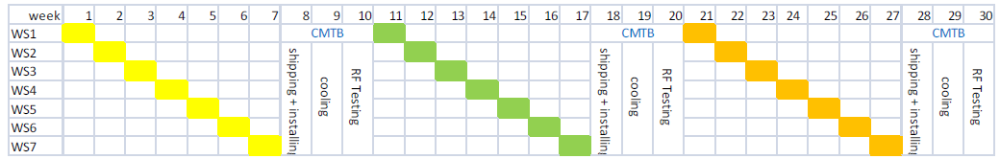 week 1 2 3 4 5 6 7 8 9 10 11 12 13 14 15 16 17 18 19 20 21 22 23 24 25 26 27 28 29 30
WS1 CMTB CMTB CMTB
WS2
WS3
WS4
WS5
WS6
WS7
shipping + installing
cooling
RF Testing
shipping + installing
cooling
RF Testing
shipping + installing
cooling
RF Testing